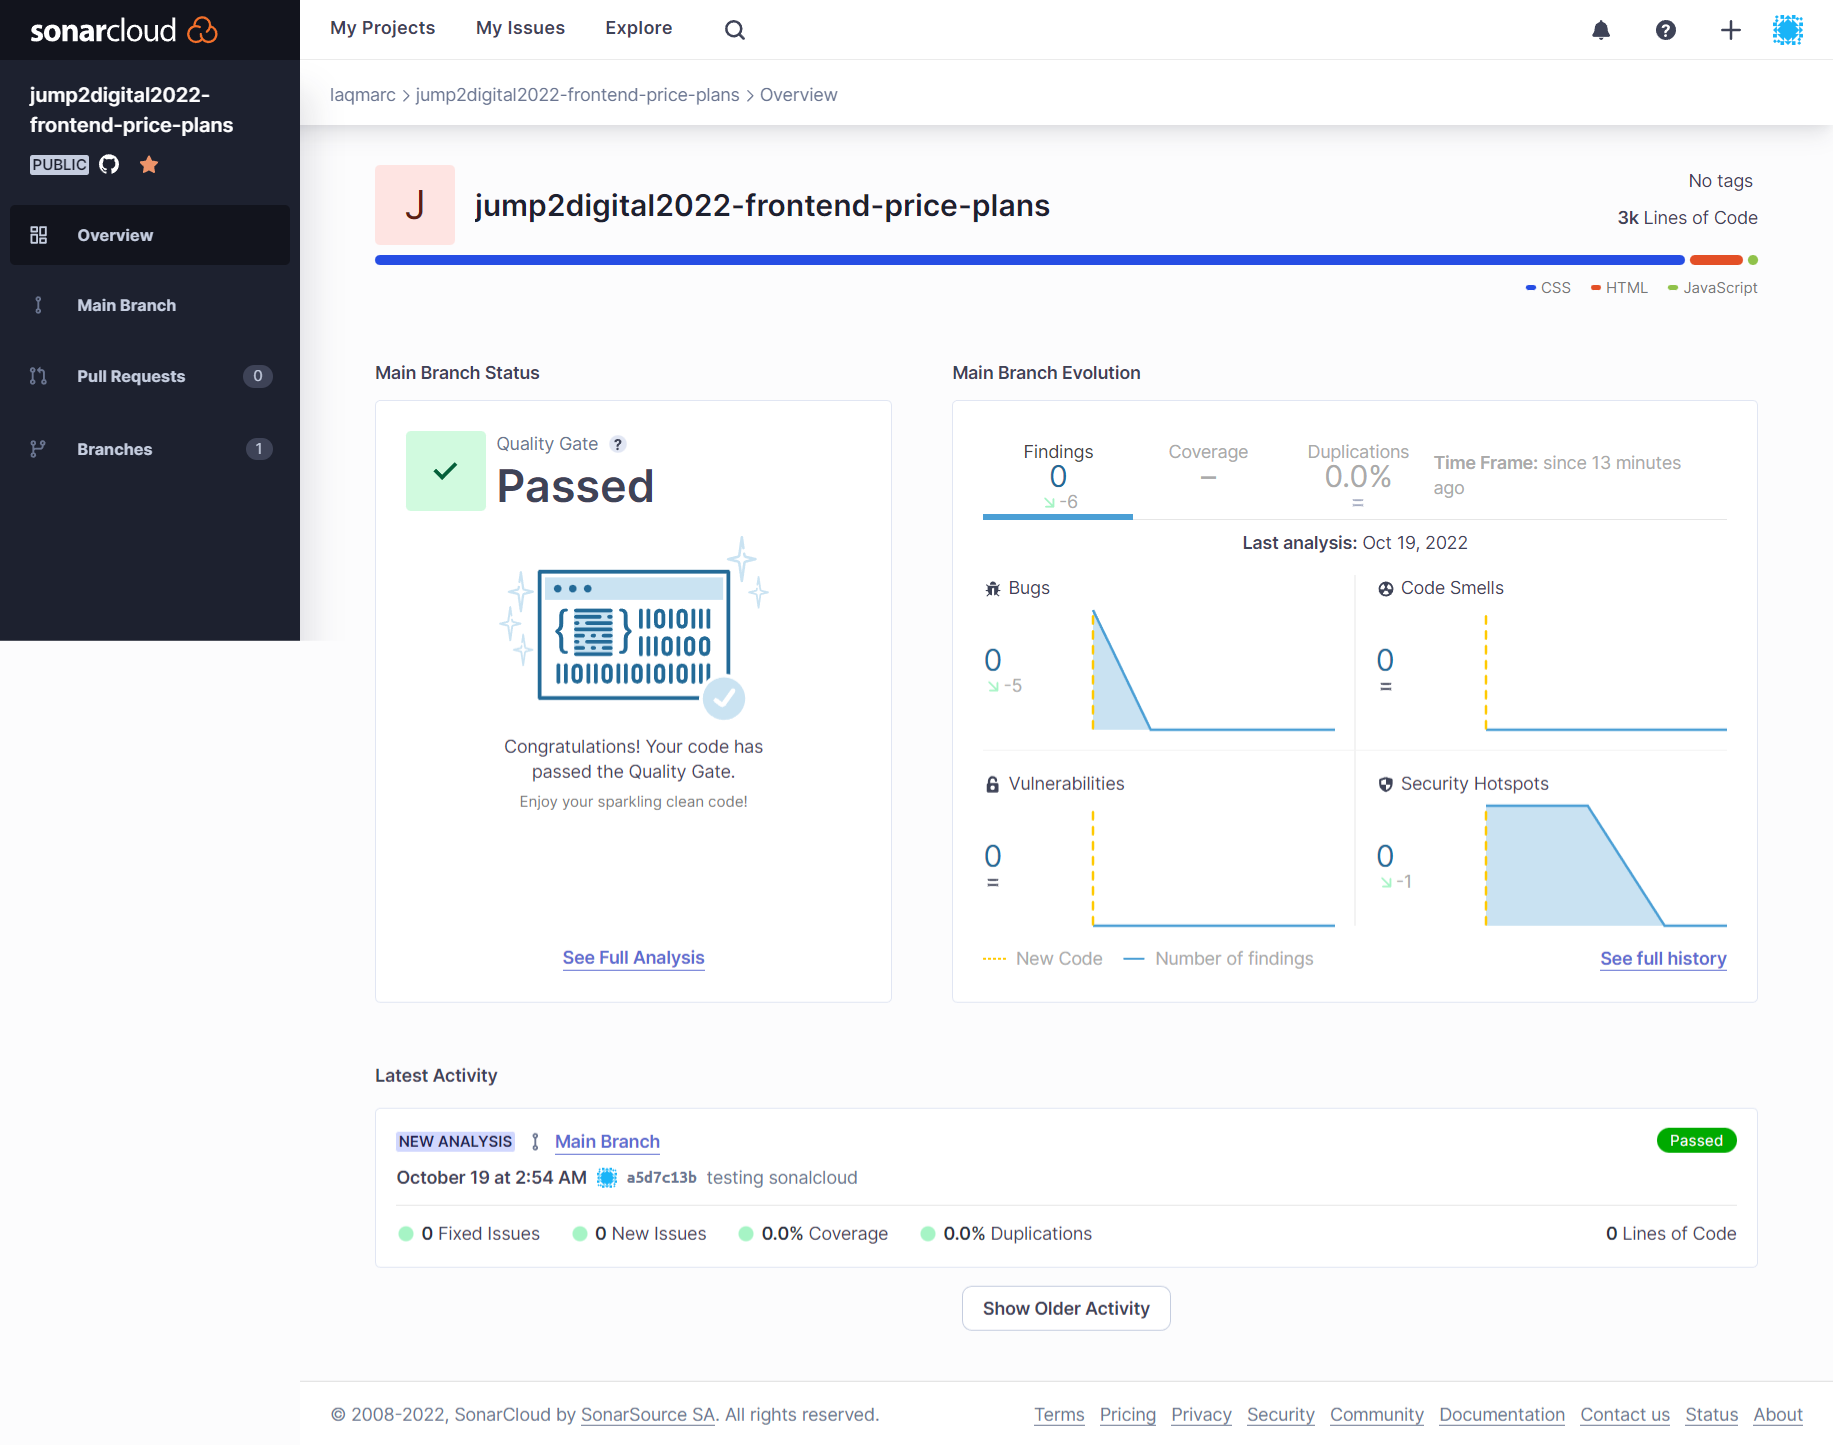 sonarcloud
My Projects
My Issues
Explore
jump2digital2022-
frontend-price-plans
PUBLIC
Overview
Main Branch
Pull Requests 0
Branches 1
laqmarc > jump2digital2022-frontend-price-plans > Overview
J
jump2digital2022-frontend-price-plans
No tags
3k Lines of Code
CSS HTML JavaScript
Main Branch Status
Quality Gate ?
Passed
{ } IIOIOIII
IIIOIOO
IIOIIOIIOIOIOIII
Congratulations! Your code has
passed the Quality Gate.
Enjoy your sparkling clean code!
See Full Analysis
Main Branch Evolution
Findings
0
-6
Coverage
–
Duplications
0.0%
=
Time Frame: since 13 minutes
ago
Last analysis: Oct 19, 2022
Bugs
0
-5
Code Smells
0
=
Vulnerabilities
0
=
Security Hotspots
0
-1
New Code
Number of findings
See full history
Latest Activity
NEW ANALYSIS Main Branch
Passed
October 19 at 2:54 AM a5d7c13b testing sonalcloud
0 Fixed Issues 0 New Issues 0.0% Coverage 0.0% Duplications 0 Lines of Code
Show Older Activity
© 2008-2022, SonarCloud by SonarSource SA. All rights reserved.
Terms Pricing Privacy Security Community Documentation Contact us Status About